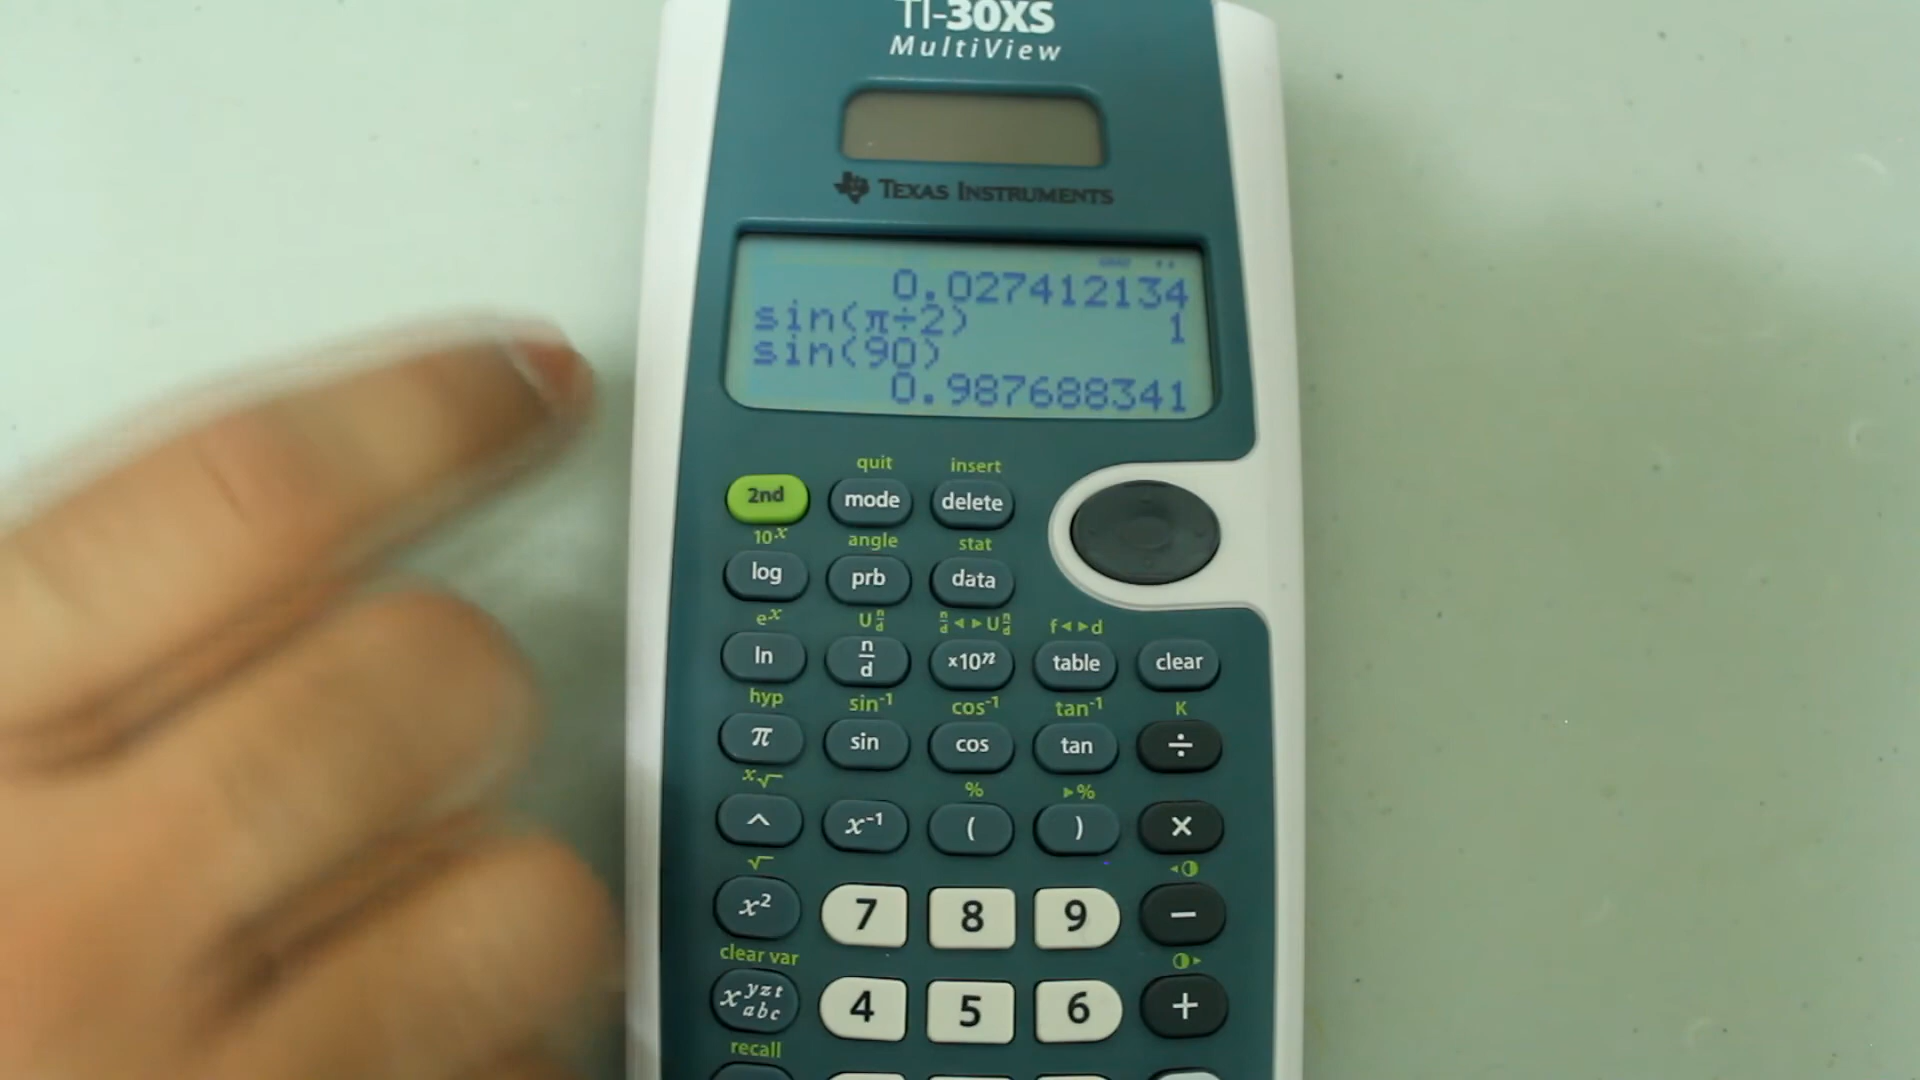 TI-30XS
MultiView
TEXAS INSTRUMENTS
0.027412134
sin(π÷2) 1
sin(90)
0.987688341
quit insert
2nd mode delete
10ˣ angle stat
log prb data
eˣ U n/d n/d ◄ ► U n/d f ◄ ► d
ln n/d ×10ⁿ table clear
hyp sin⁻¹ cos⁻¹ tan⁻¹ K
π sin cos tan ÷
ˣ√ % ►%
^ x⁻¹ ( ) ×
√
x² 7 8 9 −
clear var
x yzt abc 4 5 6 +
recall